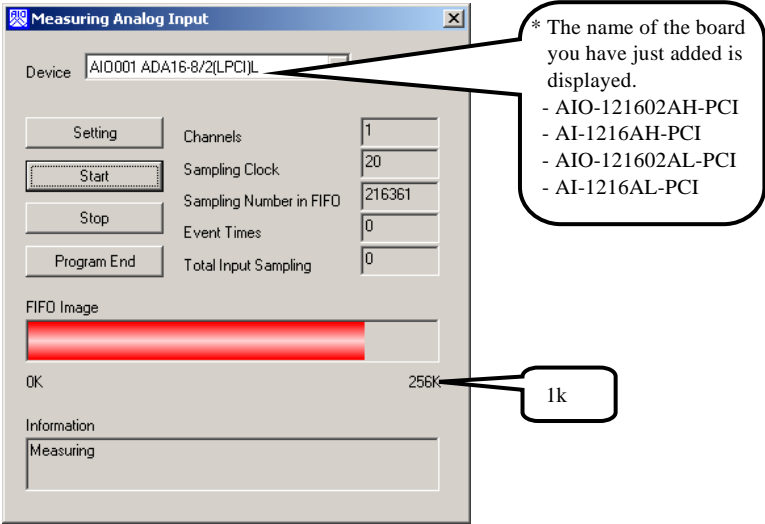 Measuring Analog Input
Device AIO001 ADA16-8/2(LPCI)L
Setting
Start
Stop
Program End
Channels 1
Sampling Clock 20
Sampling Number in FIFO 216361
Event Times 0
Total Input Sampling 0
FIFO Image
0K 256K
Information
Measuring
* The name of the board
you have just added is
displayed.
- AIO-121602AH-PCI
- AI-1216AH-PCI
- AIO-121602AL-PCI
- AI-1216AL-PCI
1k